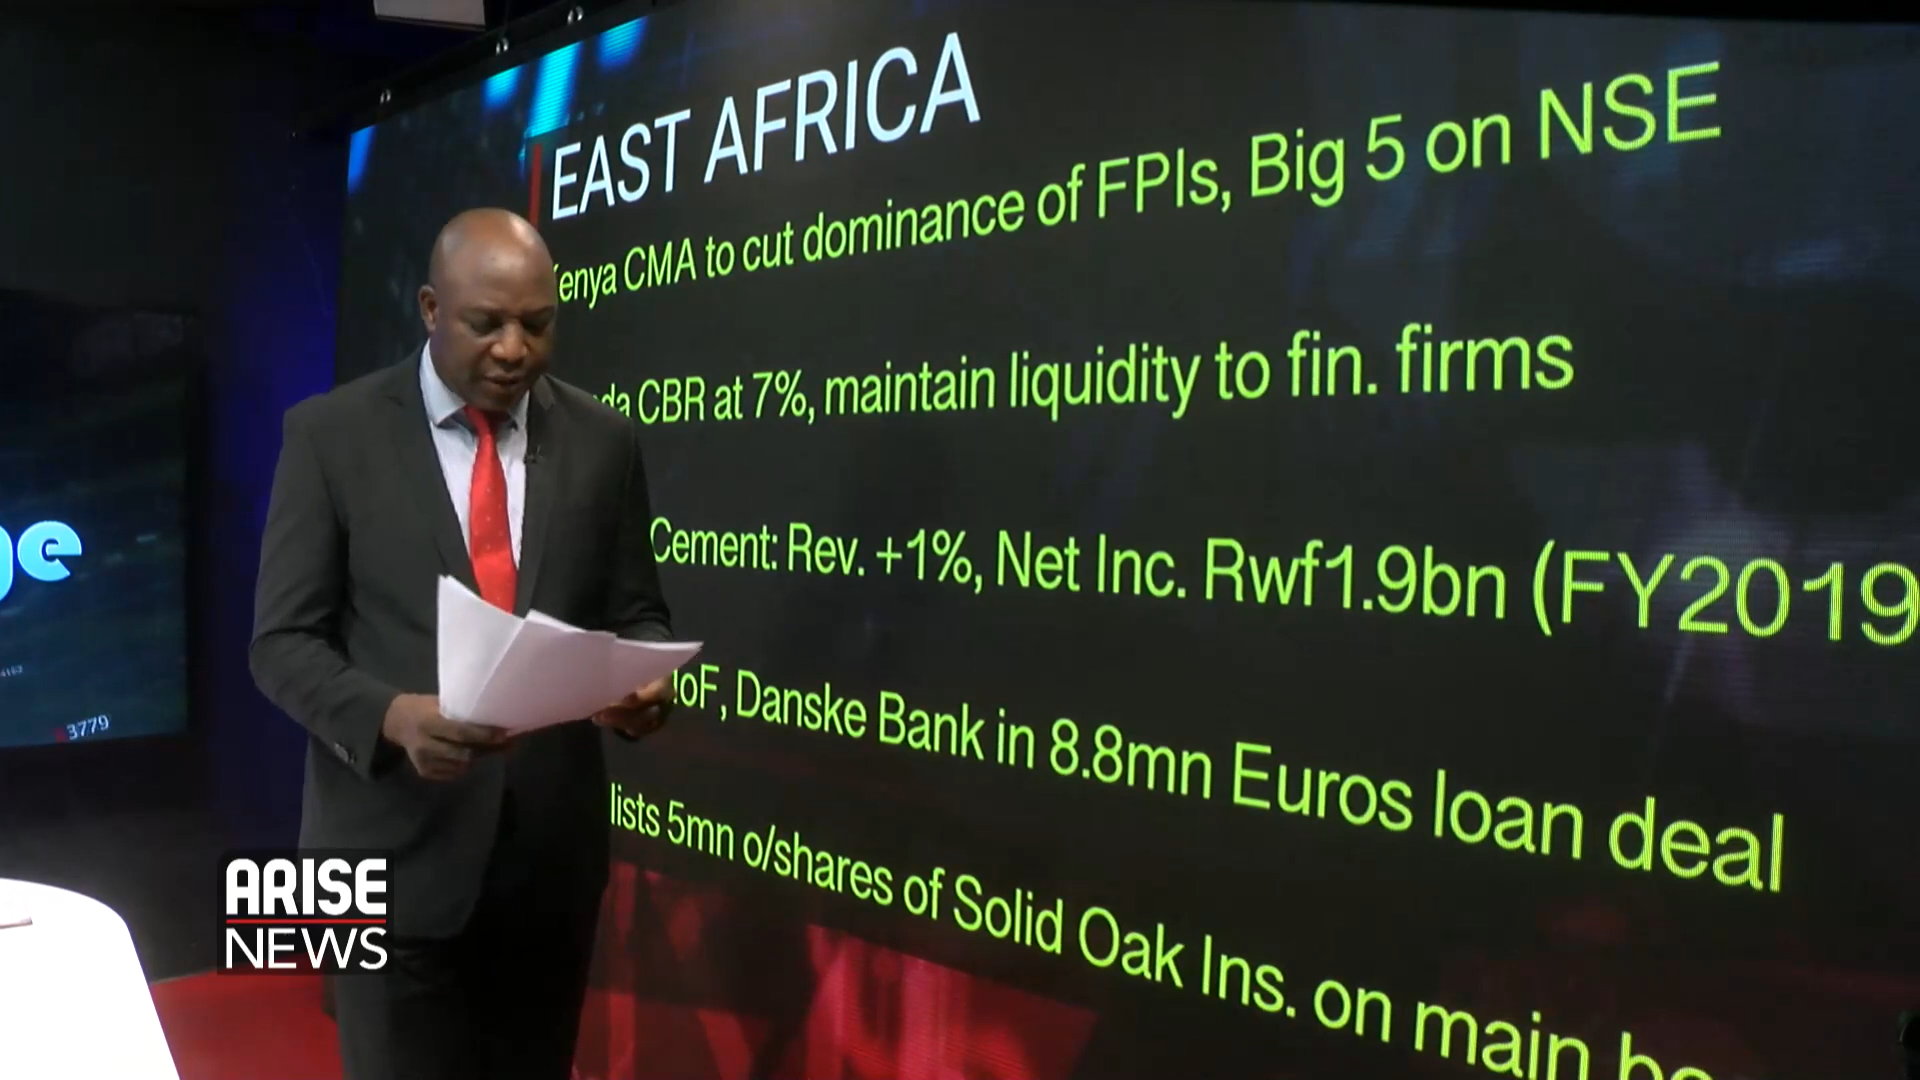 EAST AFRICA
enya CMA to cut dominance of FPIs, Big 5 on NSE
da CBR at 7%, maintain liquidity to fin. firms
Cement: Rev. +1%, Net Inc. Rwf1.9bn (FY2019
oF, Danske Bank in 8.8mn Euros loan deal
lists 5mn o/shares of Solid Oak Ins. on main
ge
3779
ARISE
NEWS